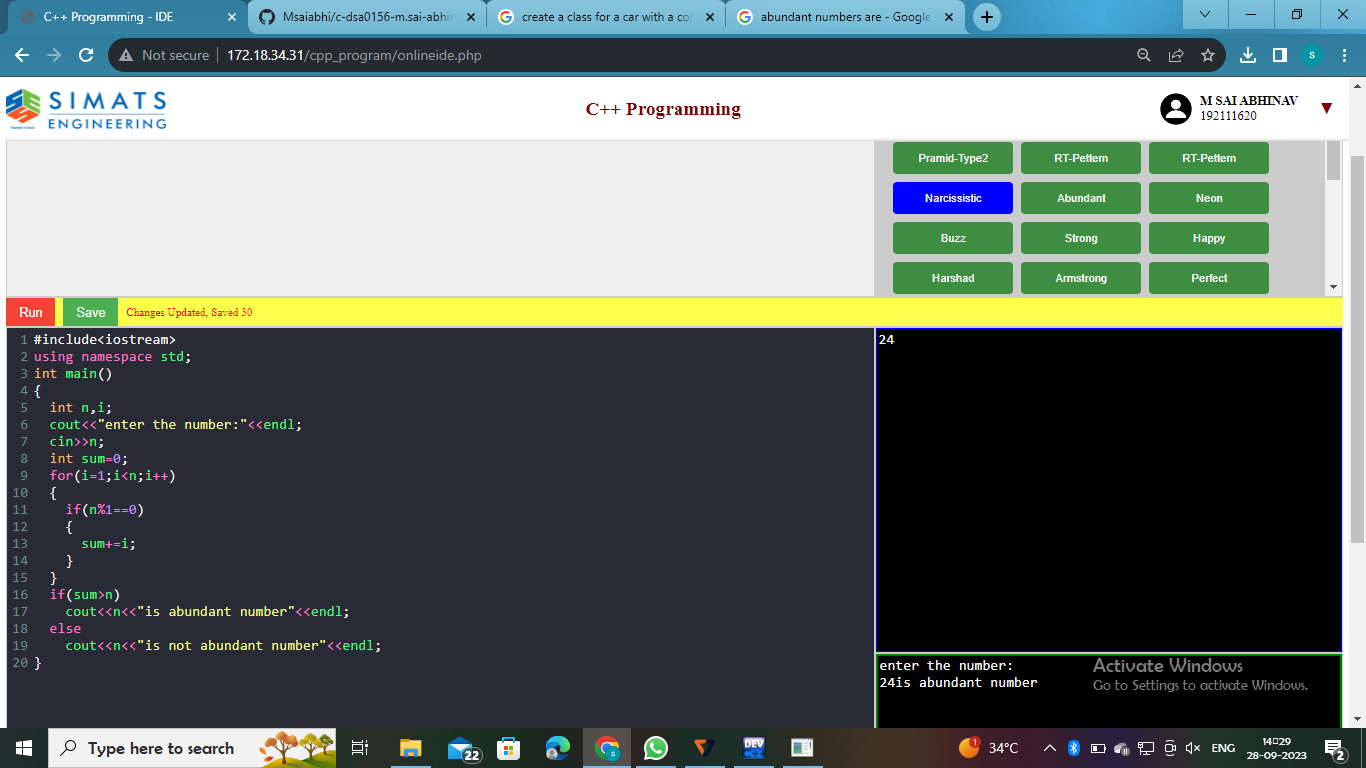 C++ Programming - IDE
Msaiabhi/c-dsa0156-m.sai-abhin
create a class for a car with a con
abundant numbers are - Google
Not secure
172.18.34.31/cpp_program/onlineide.php
S
SIMATS
ENGINEERING
C++ Programming
M SAI ABHINAV
192111620
Pramid-Type2
RT-Pettern
RT-Pettern
Narcissistic
Abundant
Neon
Buzz
Strong
Happy
Harshad
Armstrong
Perfect
Run
Save
Changes Updated, Saved 30
1 #include<iostream>
2 using namespace std;
3 int main()
4 {
5   int n,i;
6   cout<<"enter the number:"<<endl;
7   cin>>n;
8   int sum=0;
9   for(i=1;i<n;i++)
10   {
11     if(n%1==0)
12     {
13       sum+=i;
14     }
15   }
16   if(sum>n)
17     cout<<n<<"is abundant number"<<endl;
18   else
19     cout<<n<<"is not abundant number"<<endl;
20 }
24
enter the number:
24is abundant number
Activate Windows
Go to Settings to activate Windows.
Type here to search
22
S
DEV
1
34°C
ENG
14:29
28-09-2023
2